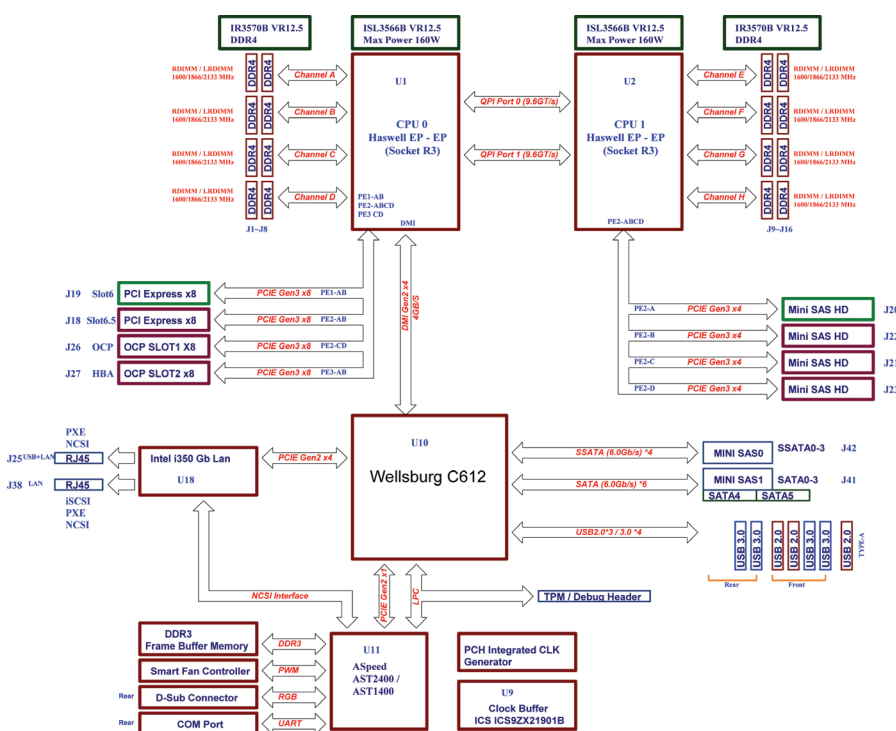 IR3570B VR12.5
DDR4
ISL3566B VR12.5
Max Power 160W
ISL3566B VR12.5
Max Power 160W
IR3570B VR12.5
DDR4
RDIMM / LRDIMM
1600/1866/2133 MHz
DDR4 DDR4
Channel A
RDIMM / LRDIMM
1600/1866/2133 MHz
DDR4 DDR4
Channel B
RDIMM / LRDIMM
1600/1866/2133 MHz
DDR4 DDR4
Channel C
RDIMM / LRDIMM
1600/1866/2133 MHz
DDR4 DDR4
Channel D
J1~J8
U1
CPU 0
Haswell EP - EP
(Socket R3)
PE1-AB
PE2-ABCD
PE3 CD
DMI
QPI Port 0 (9.6GT/s)
QPI Port 1 (9.6GT/s)
U2
CPU 1
Haswell EP - EP
(Socket R3)
PE2-ABCD
Channel E
DDR4 DDR4
RDIMM / LRDIMM
1600/1866/2133 MHz
Channel F
DDR4 DDR4
RDIMM / LRDIMM
1600/1866/2133 MHz
Channel G
DDR4 DDR4
RDIMM / LRDIMM
1600/1866/2133 MHz
Channel H
DDR4 DDR4
RDIMM / LRDIMM
1600/1866/2133 MHz
J9~J16
J19 Slot6 PCI Express x8 PCIE Gen3 x8 PE1-AB
J18 Slot6.5 PCI Express x8 PCIE Gen3 x8 PE2-AB
J26 OCP OCP SLOT1 X8 PCIE Gen3 x8 PE2-CD
J27 HBA OCP SLOT2 x8 PCIE Gen3 x8 PE3-AB
DMI Gen2 x4
4GB/S
PE2-A PCIE Gen3 x4 Mini SAS HD
PE2-B PCIE Gen3 x4 Mini SAS HD
PE2-C PCIE Gen3 x4 Mini SAS HD
PE2-D PCIE Gen3 x4 Mini SAS HD
PXE
NCSI
J25 USB+LAN RJ45
J38 LAN RJ45
iSCSI
PXE
NCSI
Intel i350 Gb Lan
U18
PCIE Gen2 x4
U10
Wellsburg C612
SSATA (6.0Gb/s) *4
MINI SAS0 SSATA0-3 J42
SATA (6.0Gb/s) *6
MINI SAS1 SATA0-3 J41
SATA4 SATA5
USB2.0*3 / 3.0 *4
USB 3.0 USB 3.0 USB 2.0 USB 2.0 USB 3.0 USB 3.0 USB 2.0 TYPE-A
Rear Front
NCSI Interface
PCIE Gen2 x1
LPC
TPM / Debug Header
DDR3
Frame Buffer Memory
DDR3
Smart Fan Controller
PWM
Rear D-Sub Connector
RGB
Rear COM Port
UART
U11
ASpeed
AST2400 /
AST1400
PCH Integrated CLK
Generator
U9
Clock Buffer
ICS ICS9ZX21901B